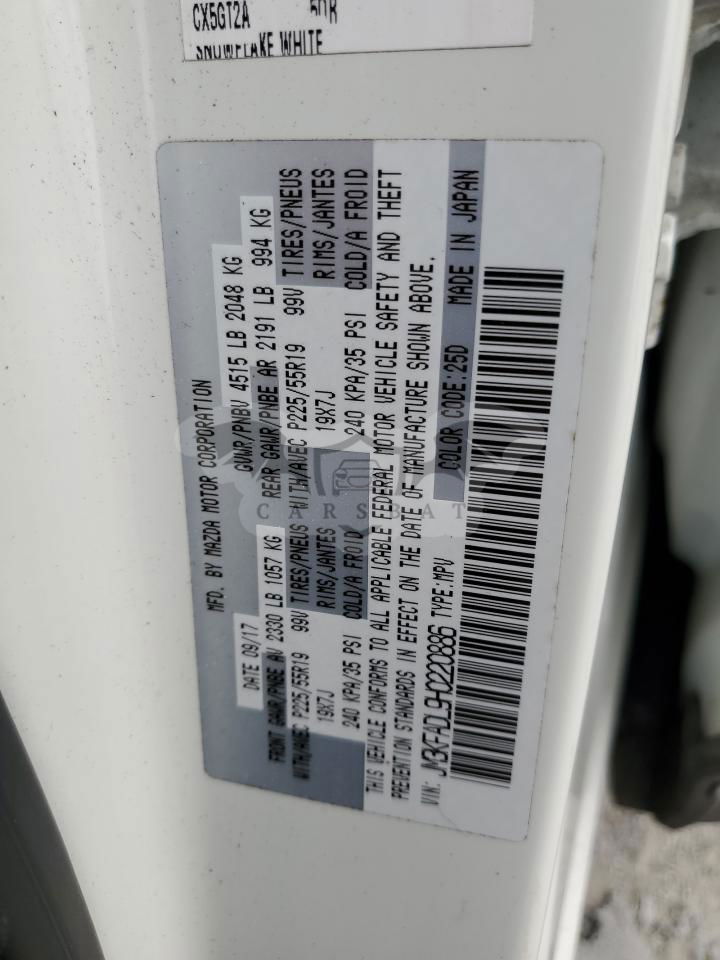 CX5GT2A 5DR
SNOWFLAKE WHITE
MFD. BY MAZDA MOTOR CORPORATION
DATE 09/17 GVWR/PNBV 4515 LB 2048 KG
FRONT GAWR/PNBE AV 2330 LB 1057 KG REAR GAWR/PNBE AR 2191 LB 994 KG
WITH/AVEC P225/55R19 99V TIRES/PNEUS WITH/AVEC P225/55R19 99V TIRES/PNEUS
19X7J RIMS/JANTES 19X7J RIMS/JANTES
240 KPA/35 PSI COLD/A FROID 240 KPA/35 PSI COLD/A FROID
THIS VEHICLE CONFORMS TO ALL APPLICABLE FEDERAL MOTOR VEHICLE SAFETY AND THEFT
PREVENTION STANDARDS IN EFFECT ON THE DATE OF MANUFACTURE SHOWN ABOVE.
VIN: JM3KFADL9H0220886 TYPE:MPV COLOR CODE:25D MADE IN JAPAN
CARSBAT